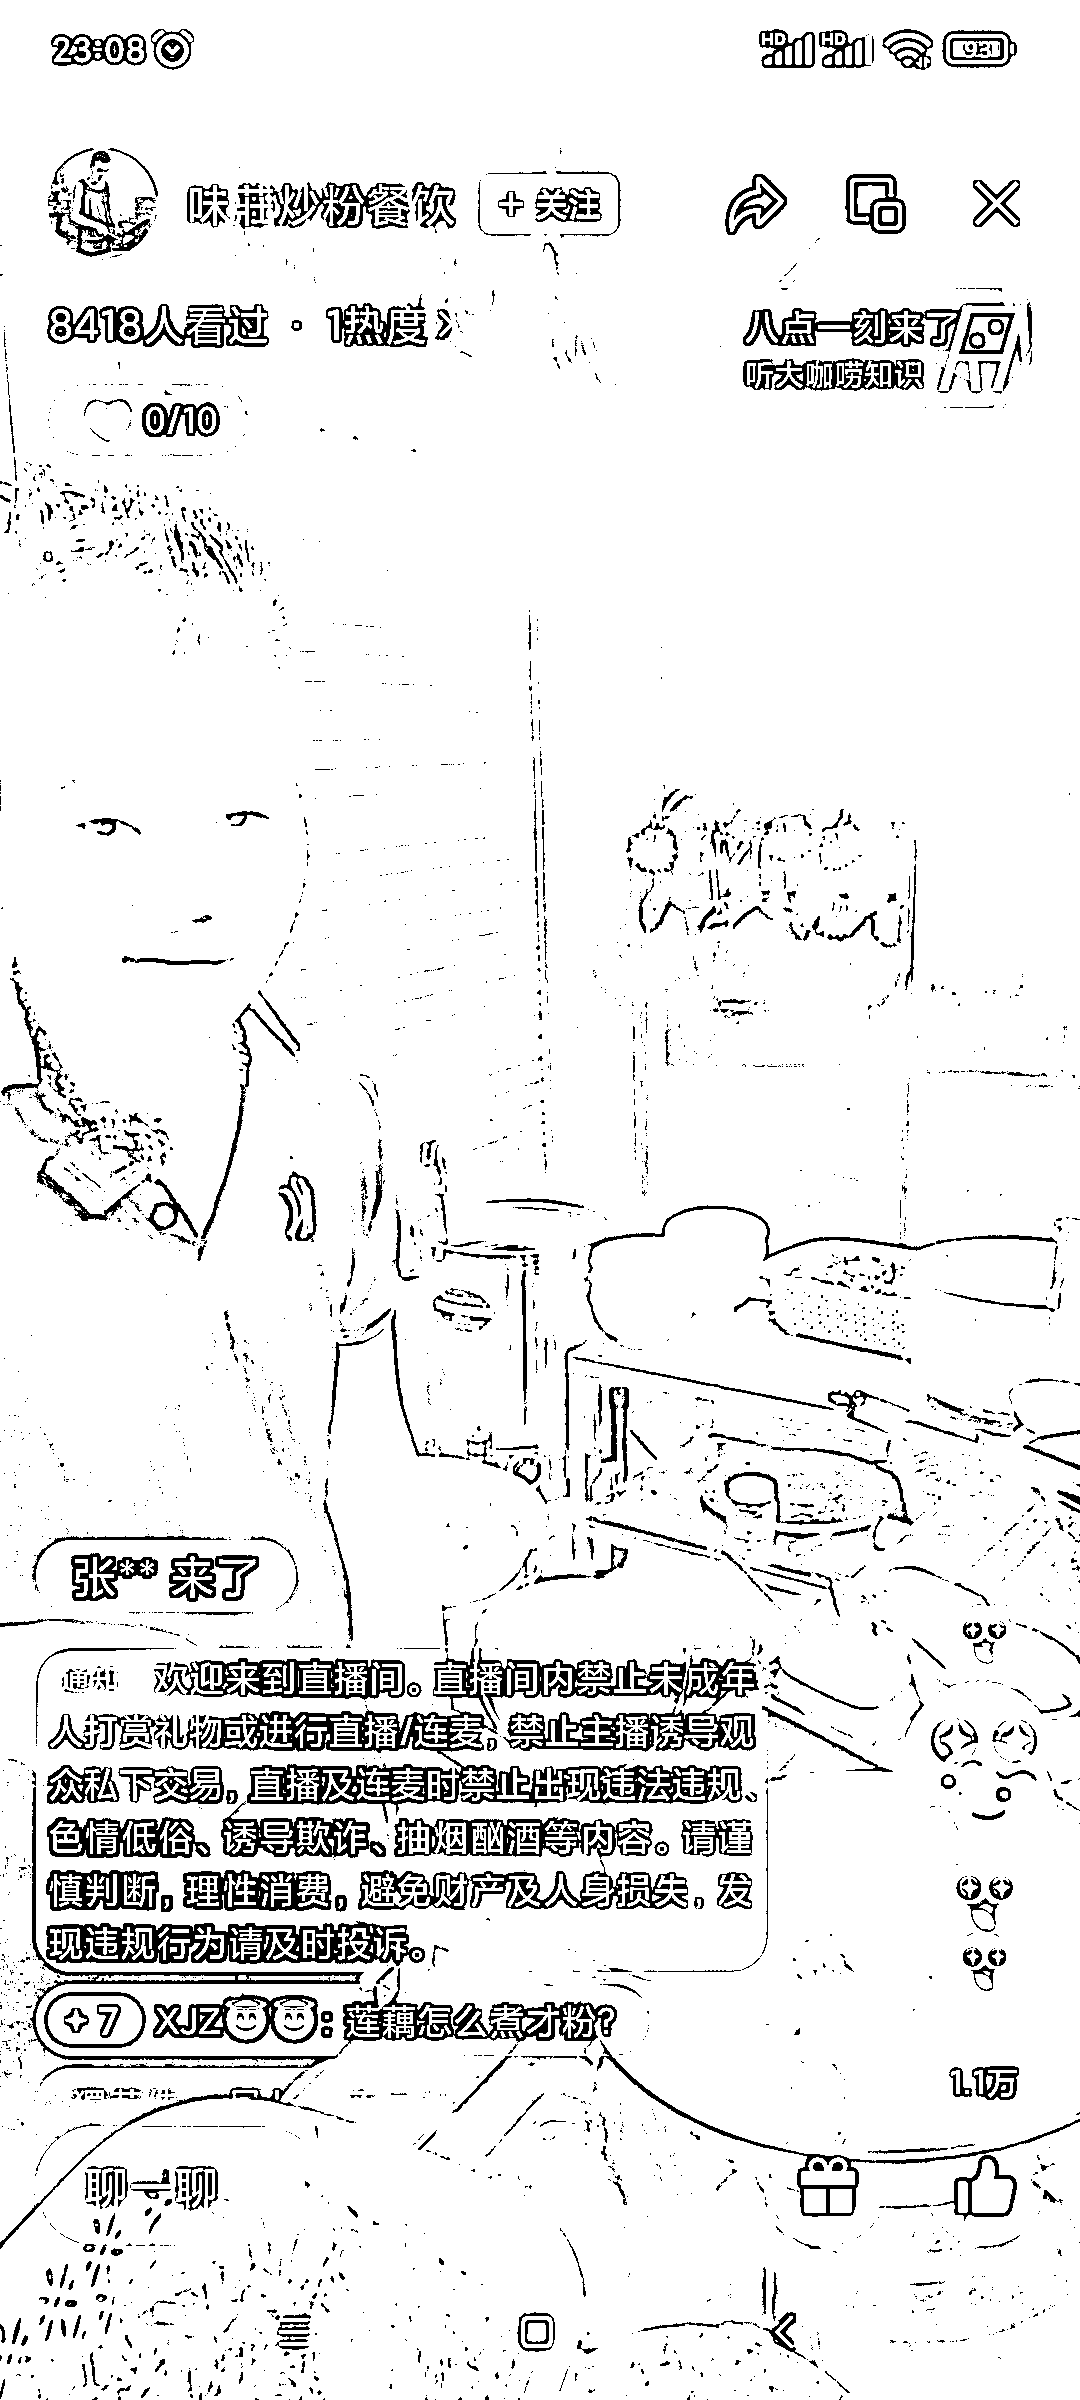 23:08
HD HD 93
味莊炒粉餐饮 + 关注
8418人看过 · 1热度
八点一刻来了
听大咖唠知识
0/10
张** 来了
通知 欢迎来到直播间。直播间内禁止未成年
人打赏礼物或进行直播/连麦，禁止主播诱导观
众私下交易，直播及连麦时禁止出现违法违规、
色情低俗、诱导欺诈、抽烟酗酒等内容。请谨
慎判断，理性消费，避免财产及人身损失，发
现违规行为请及时投诉。
7 XJZ😇😇: 莲藕怎么煮才粉?
1.1万
聊一聊